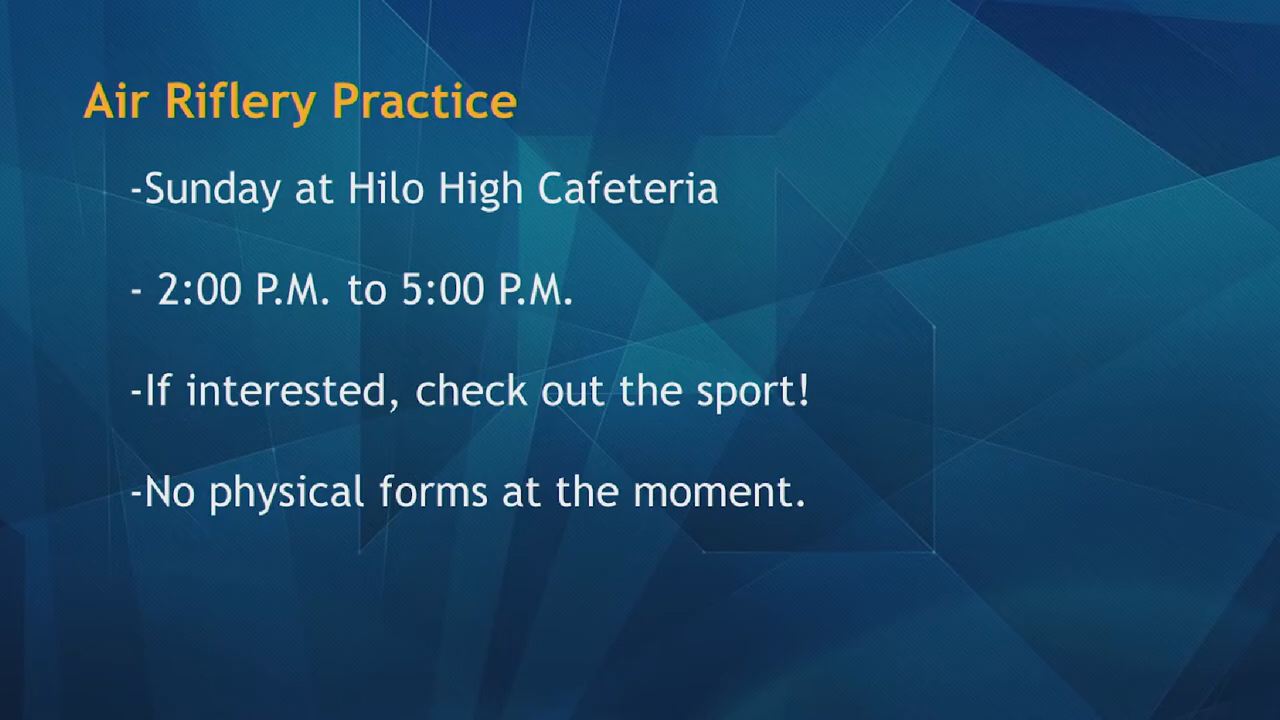 Air Riflery Practice
-Sunday at Hilo High Cafeteria
- 2:00 P.M. to 5:00 P.M.
-If interested, check out the sport!
-No physical forms at the moment.